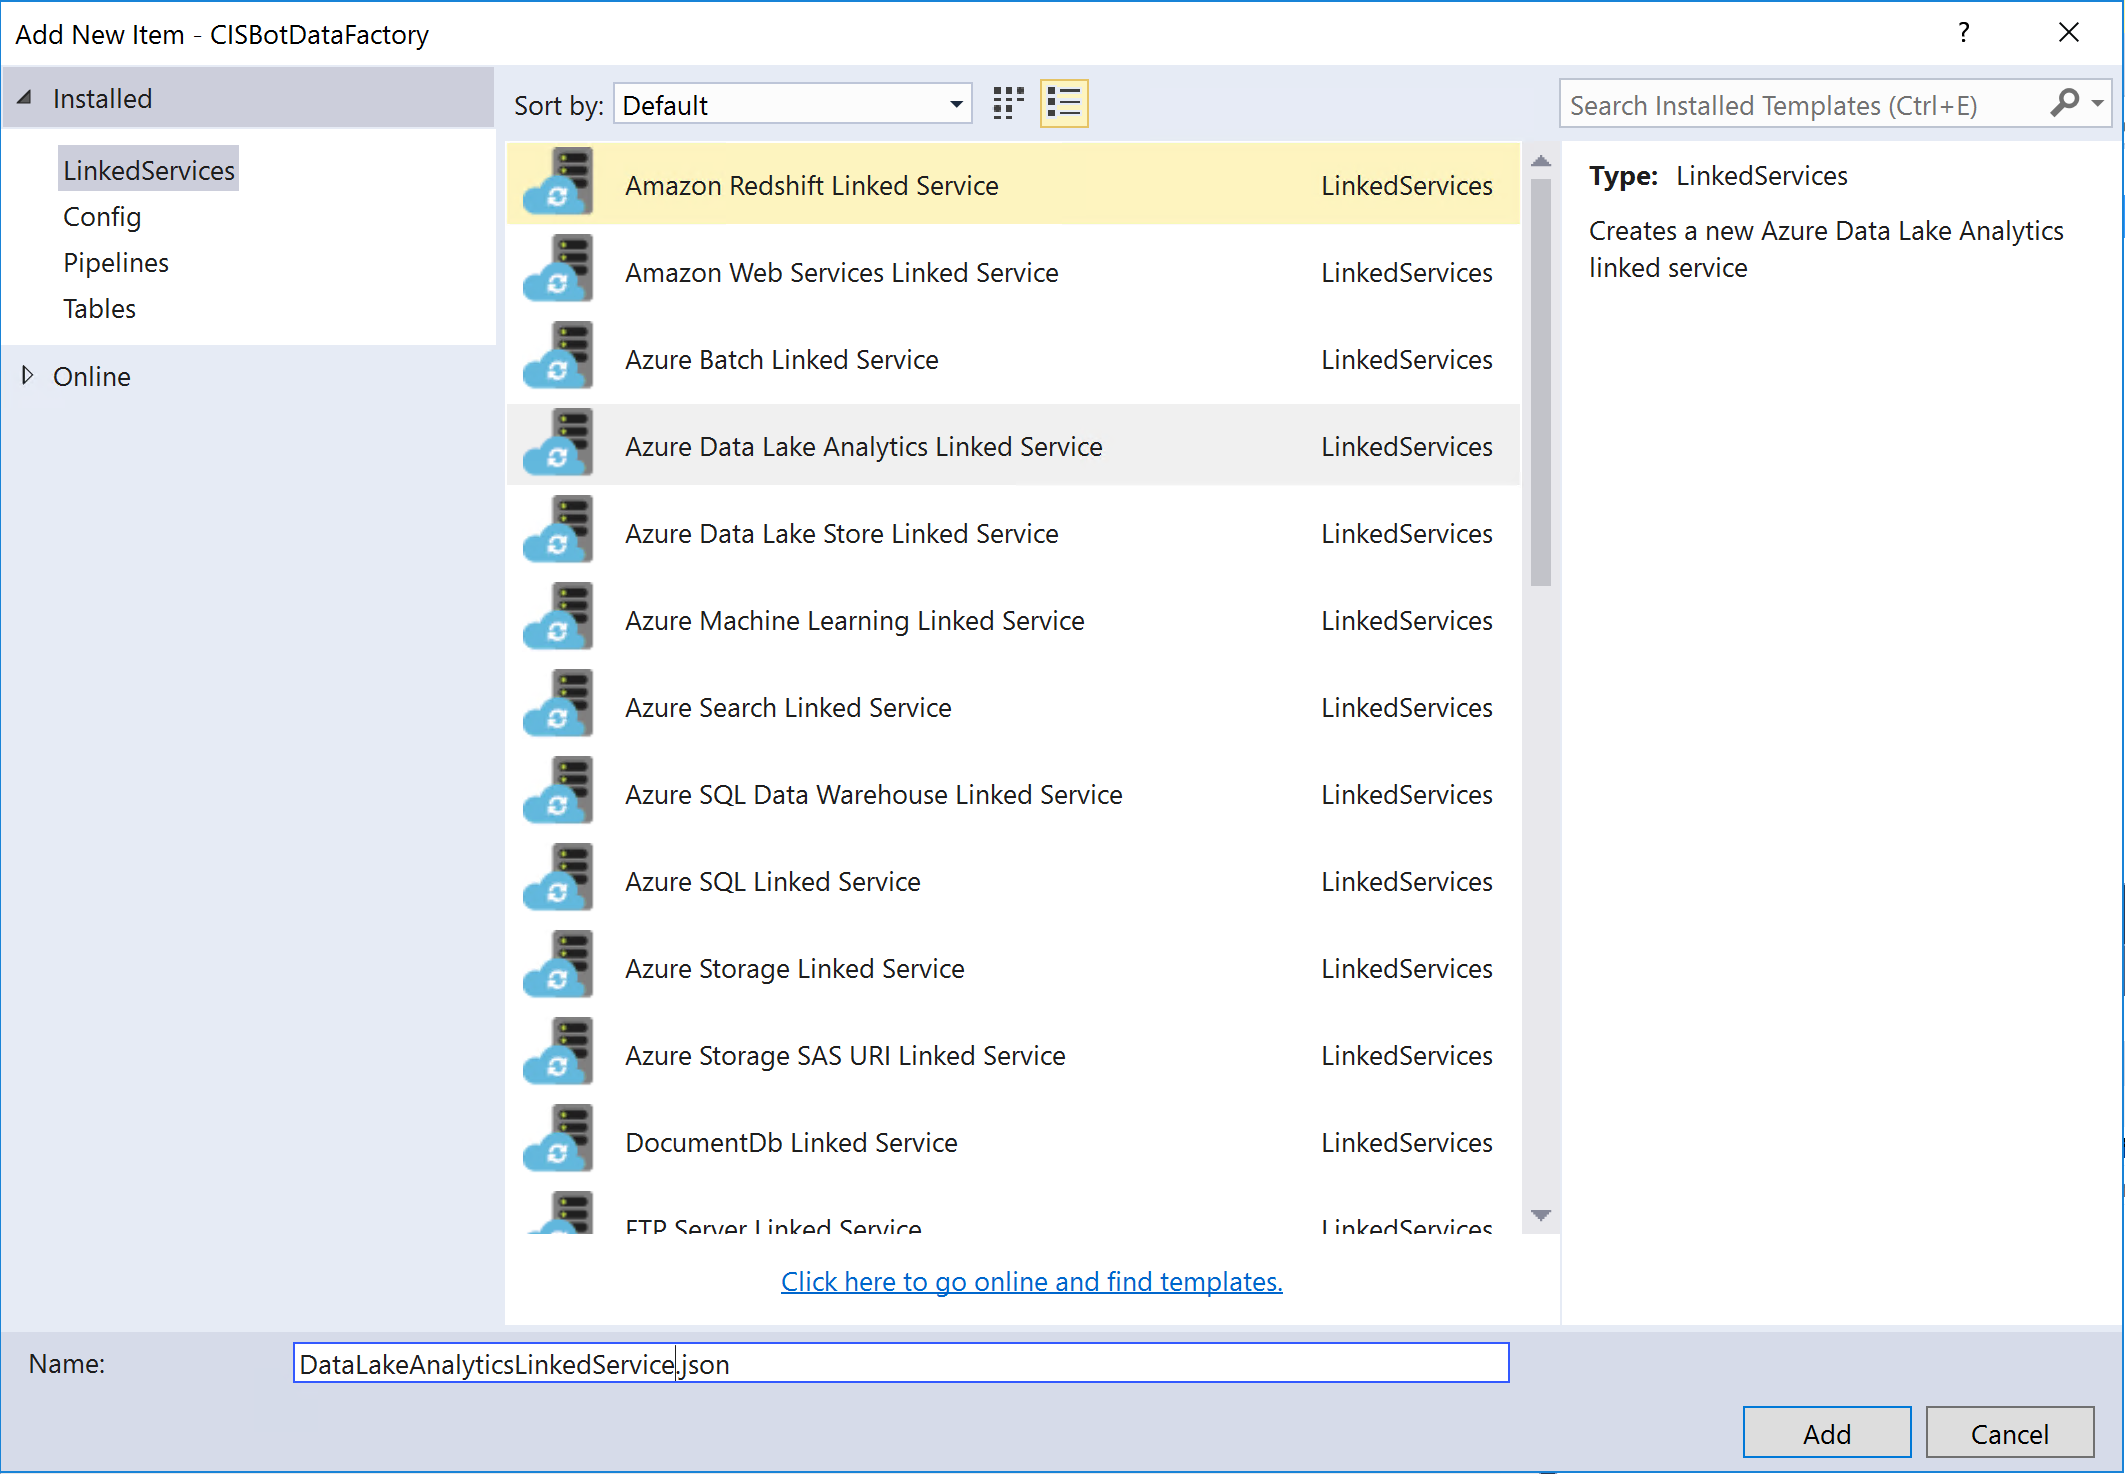 Add New Item - CISBotDataFactory
?
Installed
Sort by: Default
Search Installed Templates (Ctrl+E)
LinkedServices
Config
Pipelines
Tables
Online
Amazon Redshift Linked Service LinkedServices
Amazon Web Services Linked Service LinkedServices
Azure Batch Linked Service LinkedServices
Azure Data Lake Analytics Linked Service LinkedServices
Azure Data Lake Store Linked Service LinkedServices
Azure Machine Learning Linked Service LinkedServices
Azure Search Linked Service LinkedServices
Azure SQL Data Warehouse Linked Service LinkedServices
Azure SQL Linked Service LinkedServices
Azure Storage Linked Service LinkedServices
Azure Storage SAS URI Linked Service LinkedServices
DocumentDb Linked Service LinkedServices
FTP Server Linked Service LinkedServices
Click here to go online and find templates.
Type: LinkedServices
Creates a new Azure Data Lake Analytics
linked service
Name: DataLakeAnalyticsLinkedService.json
Add Cancel